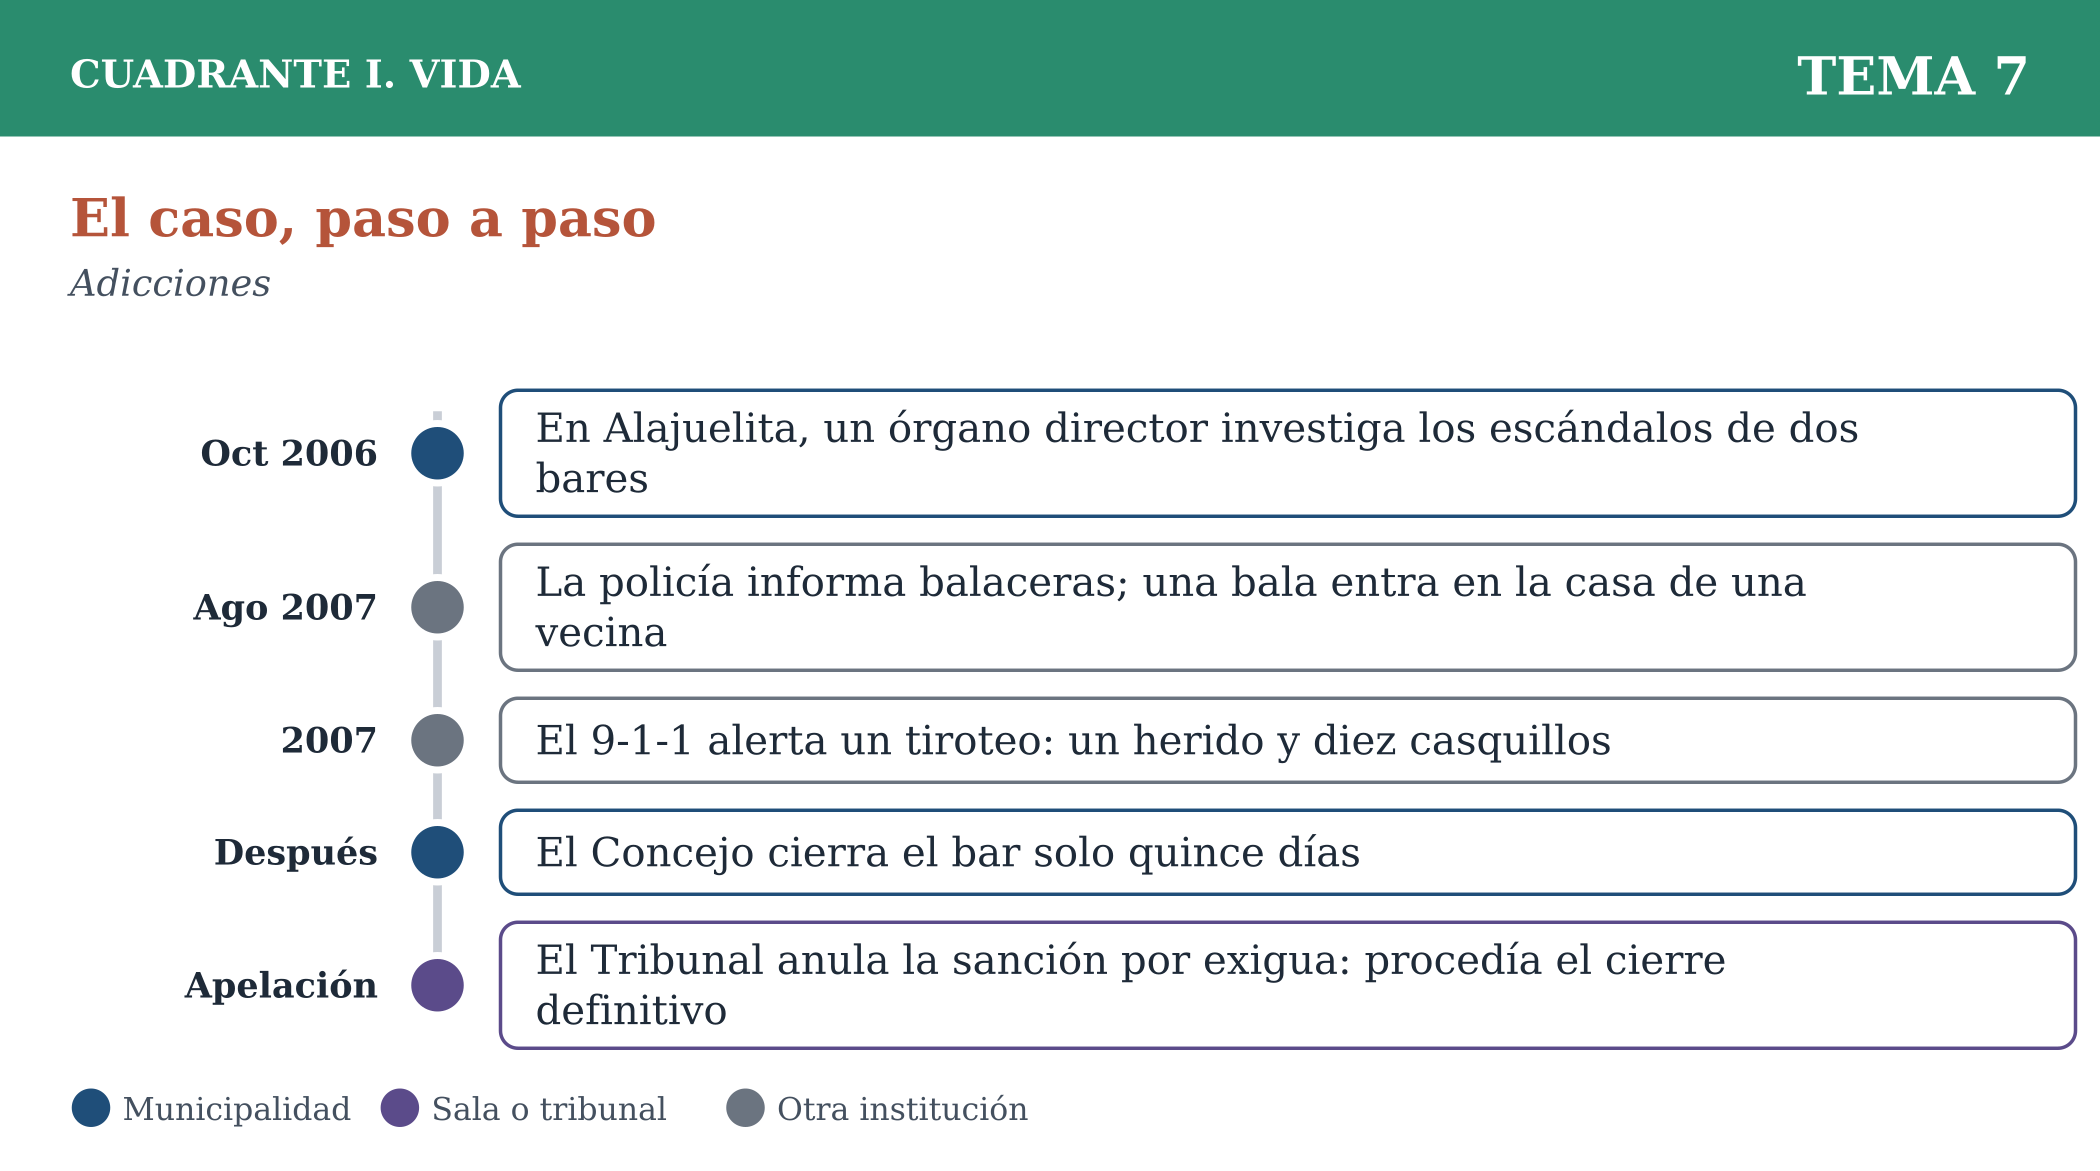 CUADRANTE I. VIDA
TEMA 7
El caso, paso a paso
Adicciones
Oct 2006
En Alajuelita, un órgano director investiga los escándalos de dos
bares
Ago 2007
La policía informa balaceras; una bala entra en la casa de una
vecina
2007
El 9-1-1 alerta un tiroteo: un herido y diez casquillos
Después
El Concejo cierra el bar solo quince días
Apelación
El Tribunal anula la sanción por exigua: procedía el cierre
definitivo
Municipalidad
Sala o tribunal
Otra institución